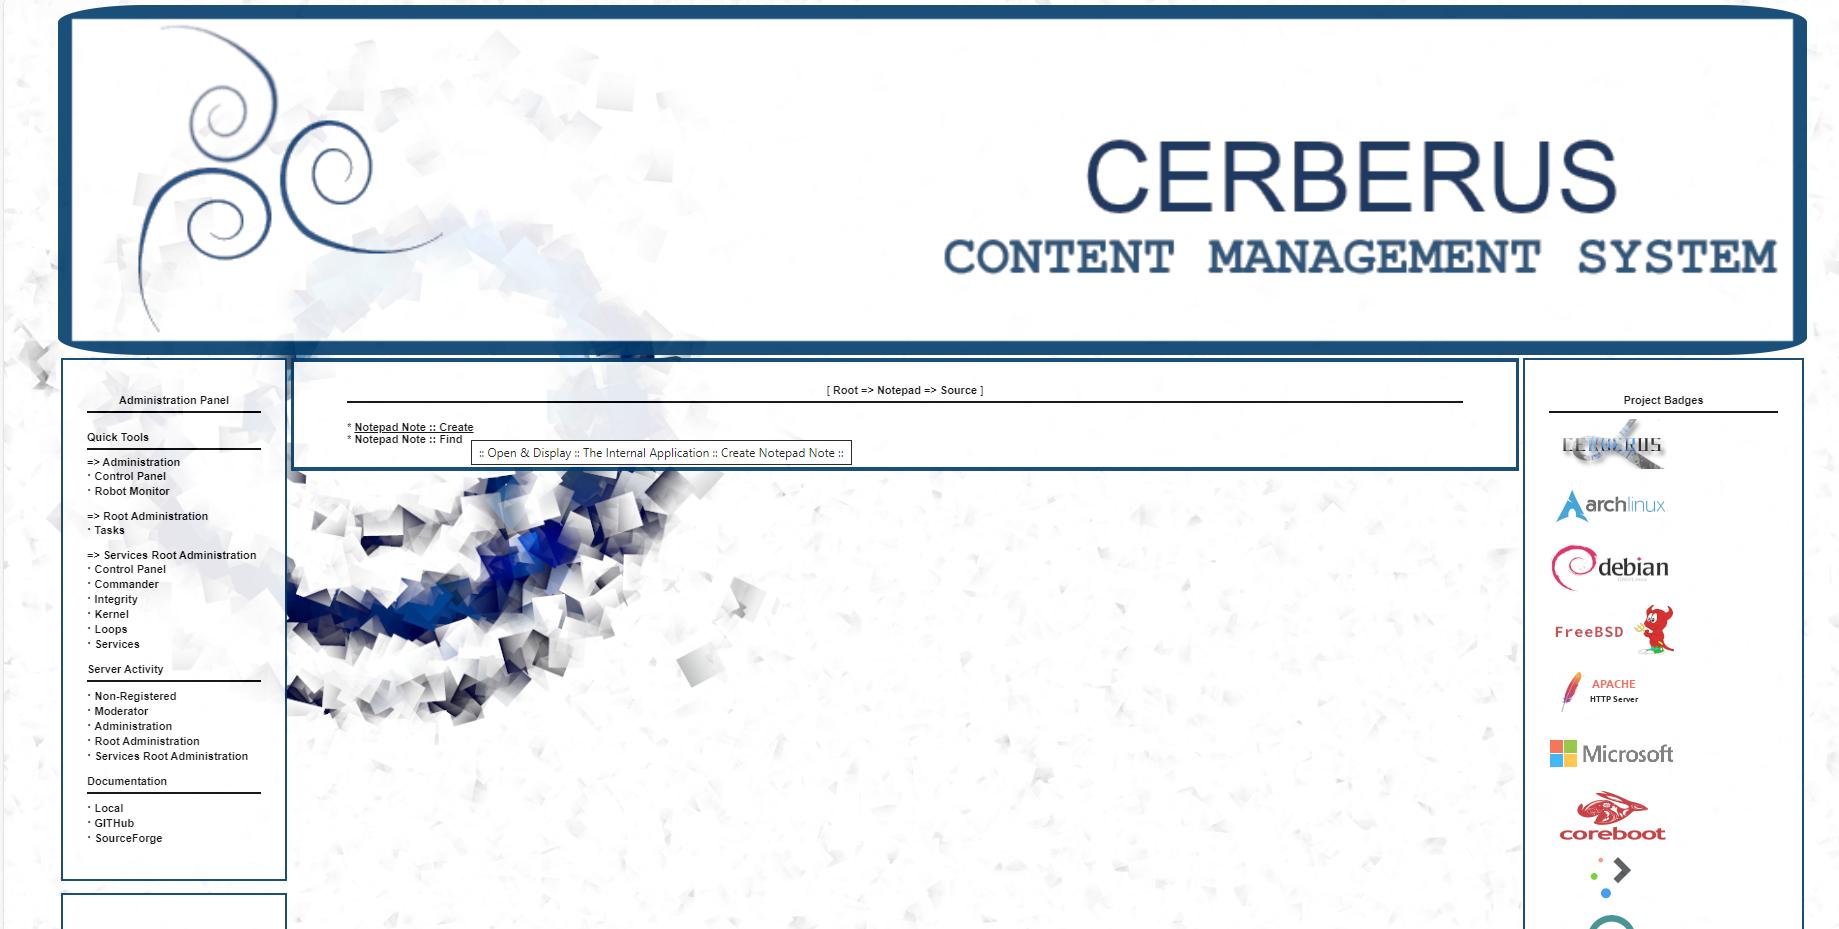 CERBERUS
CONTENT MANAGEMENT SYSTEM
Administration Panel
Quick Tools
=> Administration
· Control Panel
· Robot Monitor
=> Root Administration
· Tasks
=> Services Root Administration
· Control Panel
· Commander
· Integrity
· Kernel
· Loops
· Services
Server Activity
· Non-Registered
· Moderator
· Administration
· Root Administration
· Services Root Administration
Documentation
· Local
· GITHub
· SourceForge
[ Root => Notepad => Source ]
* Notepad Note :: Create
* Notepad Note :: Find
:: Open & Display :: The Internal Application :: Create Notepad Note ::
Project Badges
CERBERUS
archlinux
debian
FreeBSD
APACHE
HTTP Server
Microsoft
coreboot